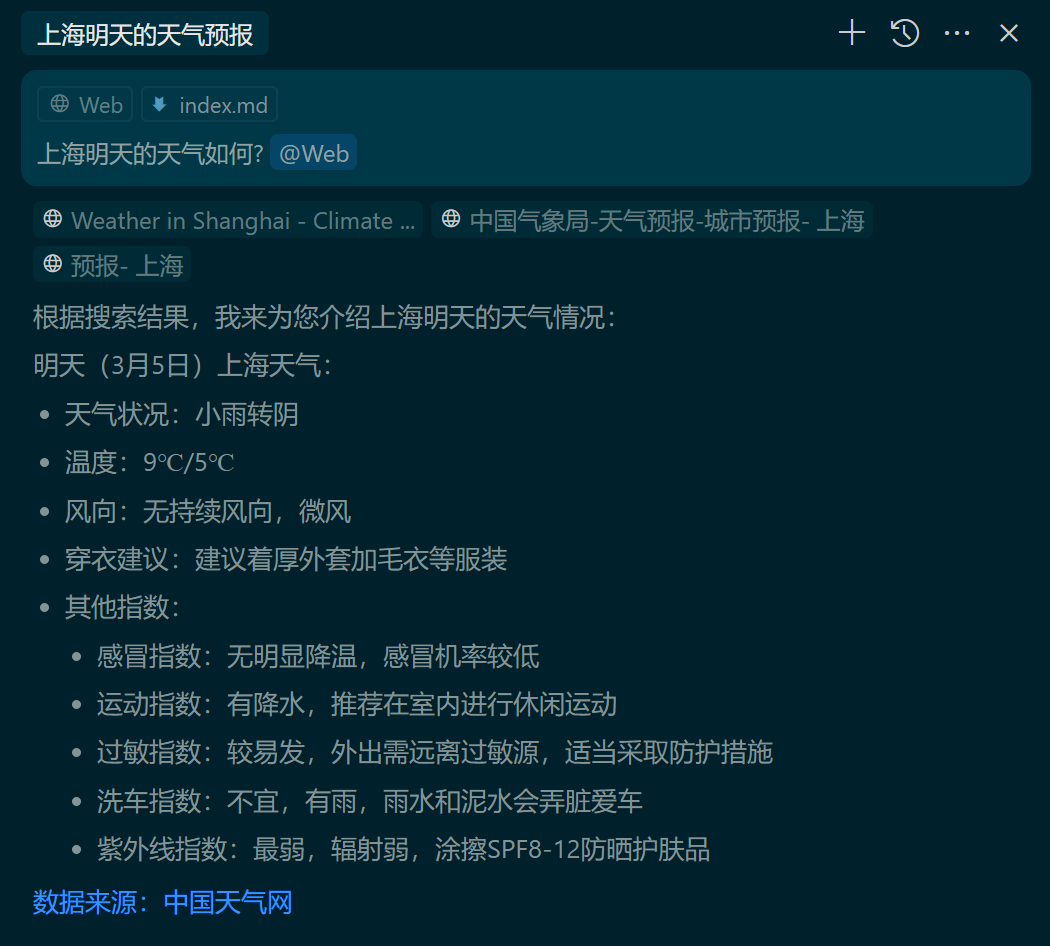 上海明天的天气预报
Web index.md
上海明天的天气如何? @Web
Weather in Shanghai - Climate ... 中国气象局-天气预报-城市预报- 上海
预报- 上海
根据搜索结果，我来为您介绍上海明天的天气情况：
明天（3月5日）上海天气：
• 天气状况：小雨转阴
• 温度：9℃/5℃
• 风向：无持续风向，微风
• 穿衣建议：建议着厚外套加毛衣等服装
• 其他指数：
• 感冒指数：无明显降温，感冒机率较低
• 运动指数：有降水，推荐在室内进行休闲运动
• 过敏指数：较易发，外出需远离过敏源，适当采取防护措施
• 洗车指数：不宜，有雨，雨水和泥水会弄脏爱车
• 紫外线指数：最弱，辐射弱，涂擦SPF8-12防晒护肤品
数据来源：中国天气网